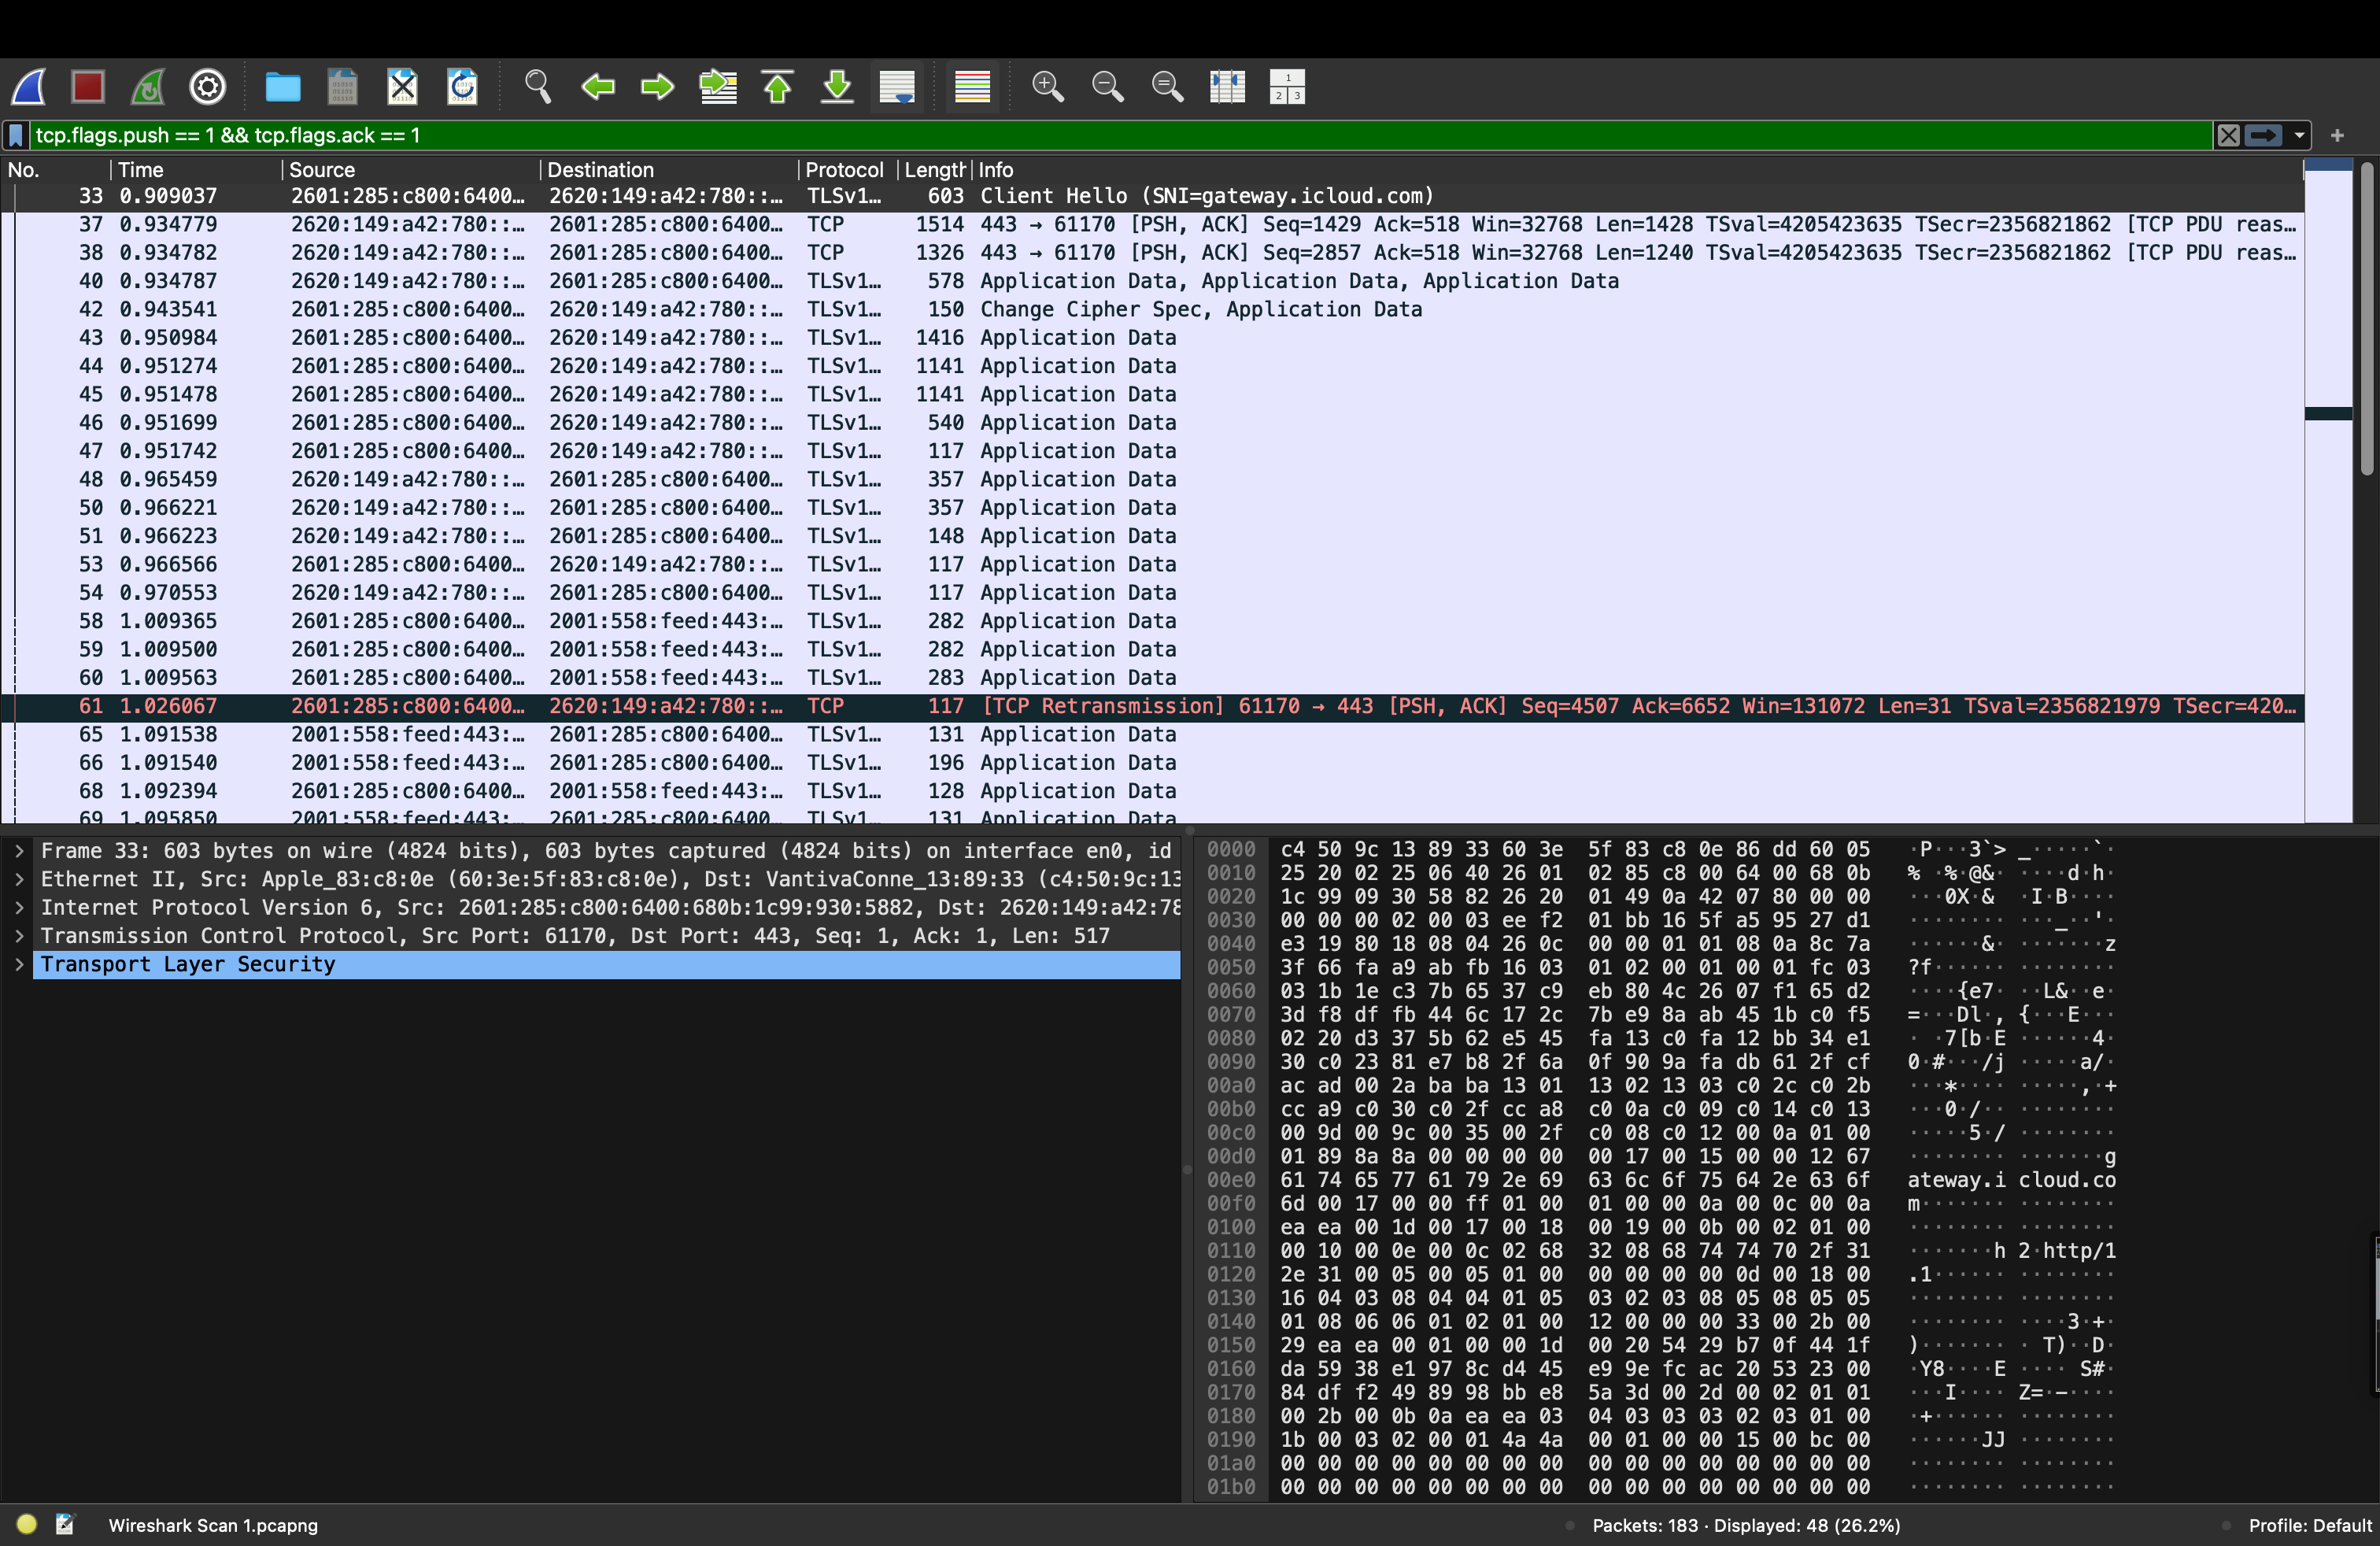 tcp.flags.push == 1 && tcp.flags.ack == 1
No. Time Source Destination Protocol Length Info
33 0.909037 2601:285:c800:6400… 2620:149:a42:780::… TLSv1… 603 Client Hello (SNI=gateway.icloud.com)
37 0.934779 2620:149:a42:780::… 2601:285:c800:6400… TCP 1514 443 → 61170 [PSH, ACK] Seq=1429 Ack=518 Win=32768 Len=1428 TSval=4205423635 TSecr=2356821862 [TCP PDU reas…
38 0.934782 2620:149:a42:780::… 2601:285:c800:6400… TCP 1326 443 → 61170 [PSH, ACK] Seq=2857 Ack=518 Win=32768 Len=1240 TSval=4205423635 TSecr=2356821862 [TCP PDU reas…
40 0.934787 2620:149:a42:780::… 2601:285:c800:6400… TLSv1… 578 Application Data, Application Data, Application Data
42 0.943541 2601:285:c800:6400… 2620:149:a42:780::… TLSv1… 150 Change Cipher Spec, Application Data
43 0.950984 2601:285:c800:6400… 2620:149:a42:780::… TLSv1… 1416 Application Data
44 0.951274 2601:285:c800:6400… 2620:149:a42:780::… TLSv1… 1141 Application Data
45 0.951478 2601:285:c800:6400… 2620:149:a42:780::… TLSv1… 1141 Application Data
46 0.951699 2601:285:c800:6400… 2620:149:a42:780::… TLSv1… 540 Application Data
47 0.951742 2601:285:c800:6400… 2620:149:a42:780::… TLSv1… 117 Application Data
48 0.965459 2620:149:a42:780::… 2601:285:c800:6400… TLSv1… 357 Application Data
50 0.966221 2620:149:a42:780::… 2601:285:c800:6400… TLSv1… 357 Application Data
51 0.966223 2620:149:a42:780::… 2601:285:c800:6400… TLSv1… 148 Application Data
53 0.966566 2601:285:c800:6400… 2620:149:a42:780::… TLSv1… 117 Application Data
54 0.970553 2620:149:a42:780::… 2601:285:c800:6400… TLSv1… 117 Application Data
58 1.009365 2601:285:c800:6400… 2001:558:feed:443:… TLSv1… 282 Application Data
59 1.009500 2601:285:c800:6400… 2001:558:feed:443:… TLSv1… 282 Application Data
60 1.009563 2601:285:c800:6400… 2001:558:feed:443:… TLSv1… 283 Application Data
61 1.026067 2601:285:c800:6400… 2620:149:a42:780::… TCP 117 [TCP Retransmission] 61170 → 443 [PSH, ACK] Seq=4507 Ack=6652 Win=131072 Len=31 TSval=2356821979 TSecr=420…
65 1.091538 2001:558:feed:443:… 2601:285:c800:6400… TLSv1… 131 Application Data
66 1.091540 2001:558:feed:443:… 2601:285:c800:6400… TLSv1… 196 Application Data
68 1.092394 2601:285:c800:6400… 2001:558:feed:443:… TLSv1… 128 Application Data
69 1.095850 2001:558:feed:443:… 2601:285:c800:6400… TLSv1… 131 Application Data
Frame 33: 603 bytes on wire (4824 bits), 603 bytes captured (4824 bits) on interface en0, id
Ethernet II, Src: Apple_83:c8:0e (60:3e:5f:83:c8:0e), Dst: VantivaConne_13:89:33 (c4:50:9c:13
Internet Protocol Version 6, Src: 2601:285:c800:6400:680b:1c99:930:5882, Dst: 2620:149:a42:78
Transmission Control Protocol, Src Port: 61170, Dst Port: 443, Seq: 1, Ack: 1, Len: 517
Transport Layer Security
0000 c4 50 9c 13 89 33 60 3e 5f 83 c8 0e 86 dd 60 05 ·P···3`> _·····`·
0010 25 20 02 25 06 40 26 01 02 85 c8 00 64 00 68 0b % ·%·@&· ····d·h·
0020 1c 99 09 30 58 82 26 20 01 49 0a 42 07 80 00 00 ···0X·& ·I·B····
0030 00 00 00 02 00 03 ee f2 01 bb 16 5f a5 95 27 d1 ········ ···_··'·
0040 e3 19 80 18 08 04 26 0c 00 00 01 01 08 0a 8c 7a ······&· ·······z
0050 3f 66 fa a9 ab fb 16 03 01 02 00 01 00 01 fc 03 ?f······ ········
0060 03 1b 1e c3 7b 65 37 c9 eb 80 4c 26 07 f1 65 d2 ····{e7· ··L&··e·
0070 3d f8 df fb 44 6c 17 2c 7b e9 8a ab 45 1b c0 f5 =···Dl·, {···E···
0080 02 20 d3 37 5b 62 e5 45 fa 13 c0 fa 12 bb 34 e1 · ·7[b·E ······4·
0090 30 c0 23 81 e7 b8 2f 6a 0f 90 9a fa db 61 2f cf 0·#···/j ·····a/·
00a0 ac ad 00 2a ba ba 13 01 13 02 13 03 c0 2c c0 2b ···*···· ·····,·+
00b0 cc a9 c0 30 c0 2f cc a8 c0 0a c0 09 c0 14 c0 13 ···0·/·· ········
00c0 00 9d 00 9c 00 35 00 2f c0 08 c0 12 00 0a 01 00 ·····5·/ ········
00d0 01 89 8a 8a 00 00 00 00 00 17 00 15 00 00 12 67 ········ ·······g
00e0 61 74 65 77 61 79 2e 69 63 6c 6f 75 64 2e 63 6f ateway.i cloud.co
00f0 6d 00 17 00 00 ff 01 00 01 00 00 0a 00 0c 00 0a m······· ········
0100 ea ea 00 1d 00 17 00 18 00 19 00 0b 00 02 01 00 ········ ········
0110 00 10 00 0e 00 0c 02 68 32 08 68 74 74 70 2f 31 ·······h 2·http/1
0120 2e 31 00 05 00 05 01 00 00 00 00 00 0d 00 18 00 .1······ ········
0130 16 04 03 08 04 04 01 05 03 02 03 08 05 08 05 05 ········ ········
0140 01 08 06 06 01 02 01 00 12 00 00 00 33 00 2b 00 ········ ····3·+·
0150 29 ea ea 00 01 00 00 1d 00 20 54 29 b7 0f 44 1f )······· · T)··D·
0160 da 59 38 e1 97 8c d4 45 e9 9e fc ac 20 53 23 00 ·Y8····E ···· S#·
0170 84 df f2 49 89 98 bb e8 5a 3d 00 2d 00 02 01 01 ···I···· Z=·-····
0180 00 2b 00 0b 0a ea ea 03 04 03 03 03 02 03 01 00 ·+······ ········
0190 1b 00 03 02 00 01 4a 4a 00 01 00 00 15 00 bc 00 ······JJ ········
01a0 00 00 00 00 00 00 00 00 00 00 00 00 00 00 00 00 ········ ········
01b0 00 00 00 00 00 00 00 00 00 00 00 00 00 00 00 00 ········ ········
Wireshark Scan 1.pcapng Packets: 183 · Displayed: 48 (26.2%) Profile: Default